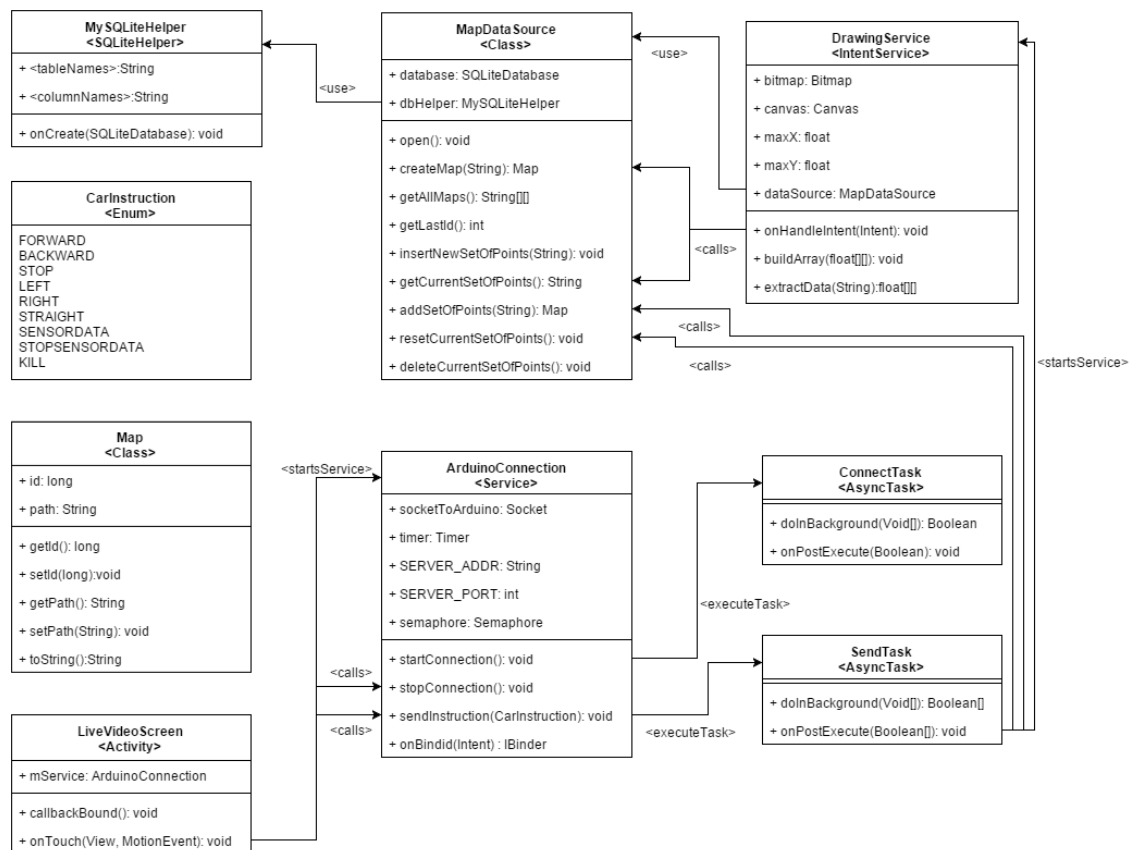 MySQLiteHelper
<SQLiteHelper>
+ <tableNames>:String
+ <columnNames>:String
+ onCreate(SQLiteDatabase): void
<use>
MapDataSource
<Class>
+ database: SQLiteDatabase
+ dbHelper: MySQLiteHelper
+ open(): void
+ createMap(String): Map
+ getAllMaps(): String[][]
+ getLastId(): int
+ insertNewSetOfPoints(String): void
+ getCurrentSetOfPoints(): String
+ addSetOfPoints(String): Map
+ resetCurrentSetOfPoints(): void
+ deleteCurrentSetOfPoints(): void
<use>
DrawingService
<IntentService>
+ bitmap: Bitmap
+ canvas: Canvas
+ maxX: float
+ maxY: float
+ dataSource: MapDataSource
+ onHandleIntent(Intent): void
+ buildArray(float[][]): void
+ extractData(String):float[][]
<calls>
<calls>
<calls>
<startsService>
CarInstruction
<Enum>
FORWARD
BACKWARD
STOP
LEFT
RIGHT
STRAIGHT
SENSORDATA
STOPSENSORDATA
KILL
Map
<Class>
+ id: long
+ path: String
+ getId(): long
+ setId(long):void
+ getPath(): String
+ setPath(String): void
+ toString():String
<startsService>
<calls>
<calls>
ArduinoConnection
<Service>
+ socketToArduino: Socket
+ timer: Timer
+ SERVER_ADDR: String
+ SERVER_PORT: int
+ semaphore: Semaphore
+ startConnection(): void
+ stopConnection(): void
+ sendInstruction(CarInstruction): void
+ onBindid(Intent) : IBinder
<executeTask>
<executeTask>
ConnectTask
<AsyncTask>
+ doInBackground(Void[]): Boolean
+ onPostExecute(Boolean): void
SendTask
<AsyncTask>
+ doInBackground(Void[]): Boolean[]
+ onPostExecute(Boolean[]): void
LiveVideoScreen
<Activity>
+ mService: ArduinoConnection
+ callbackBound(): void
+ onTouch(View, MotionEvent): void